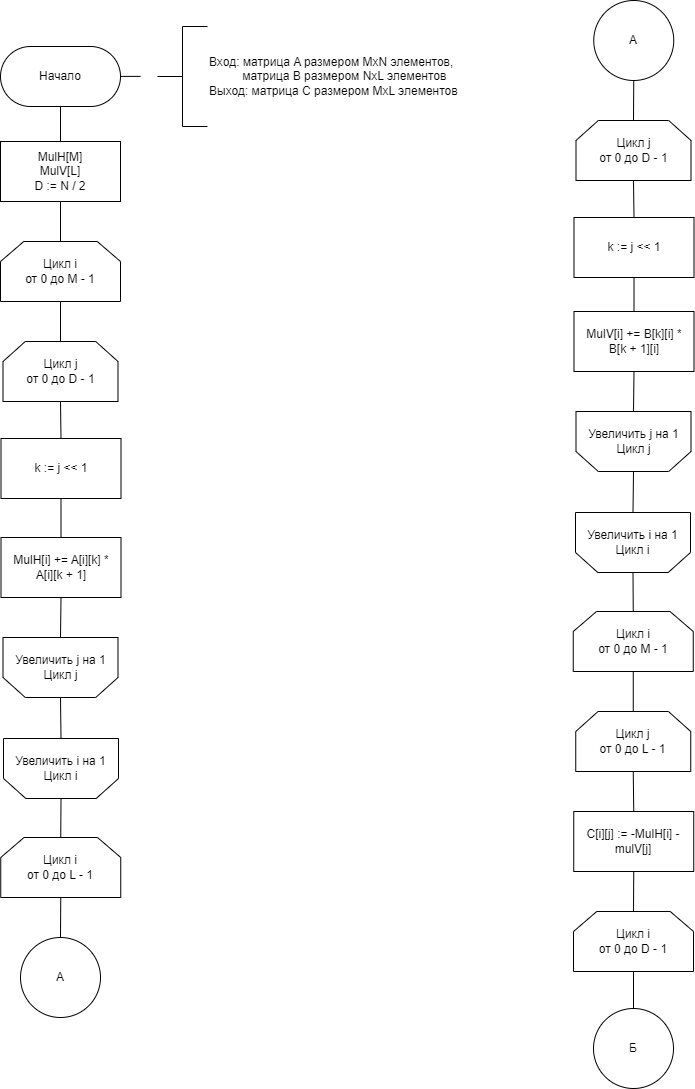 Начало
Вход: матрица А размером MxN элементов,
матрица В размером NxL элементов
Выход: матрица С размером MxL элементов
MulH[M]
MulV[L]
D := N / 2
Цикл i
от 0 до M - 1
Цикл j
от 0 до D - 1
k := j << 1
MulH[i] += A[i][k] *
A[i][k + 1]
Увеличить j на 1
Цикл j
Увеличить i на 1
Цикл i
Цикл i
от 0 до L - 1
А
А
Цикл j
от 0 до D - 1
k := j << 1
MulV[i] += B[k][i] *
B[k + 1][i]
Увеличить j на 1
Цикл j
Увеличить i на 1
Цикл i
Цикл i
от 0 до M - 1
Цикл j
от 0 до L - 1
C[i][j] := -MulH[i] -
mulV[j]
Цикл i
от 0 до D - 1
Б